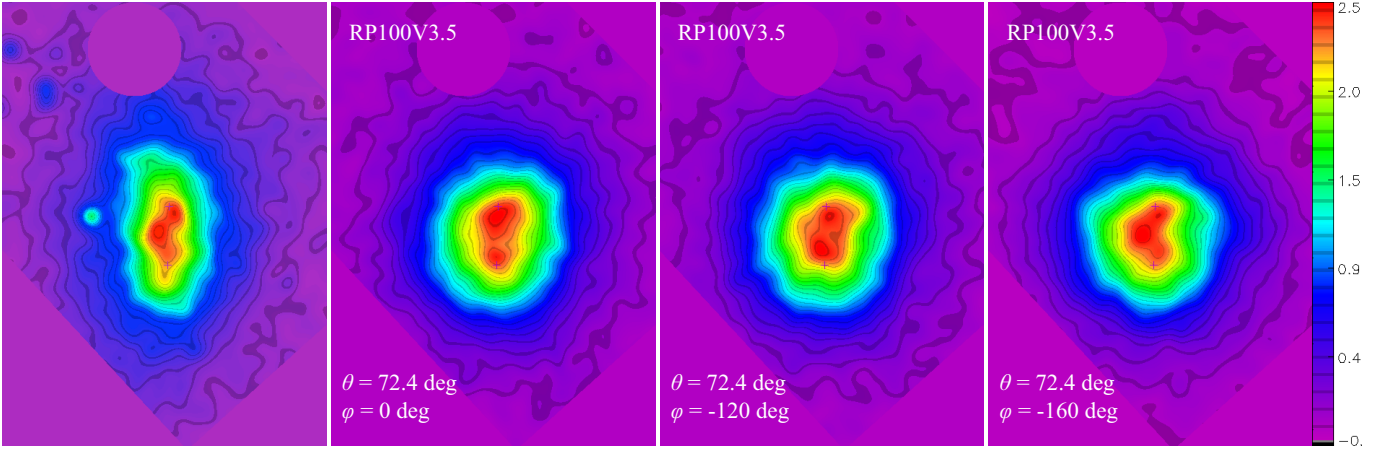 RP100V3.5
θ = 72.4 deg
φ = 0 deg
RP100V3.5
θ = 72.4 deg
φ = -120 deg
RP100V3.5
θ = 72.4 deg
φ = -160 deg
2.5
2.0
1.5
0.9
0.4
-0.